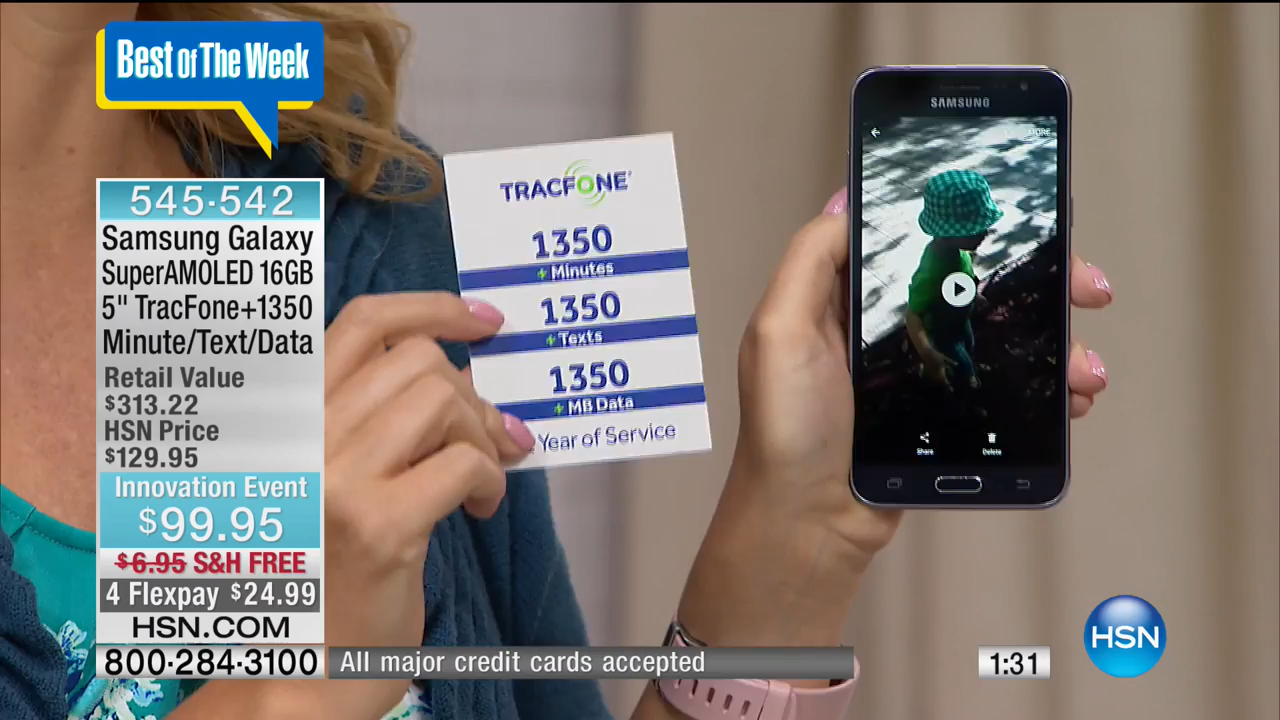 Best of The Week
545-542
Samsung Galaxy
SuperAMOLED 16GB
5" TracFone+1350
Minute/Text/Data
Retail Value
$313.22
HSN Price
$129.95
Innovation Event
$99.95
$6.95 S&H FREE
4 Flexpay $24.99
HSN.COM
800-284-3100
All major credit cards accepted
1:31
HSN
TRACFONE
1350
+ Minutes
1350
+ Texts
1350
+ MB Data
Year of Service
SAMSUNG
MORE
Share
Delete